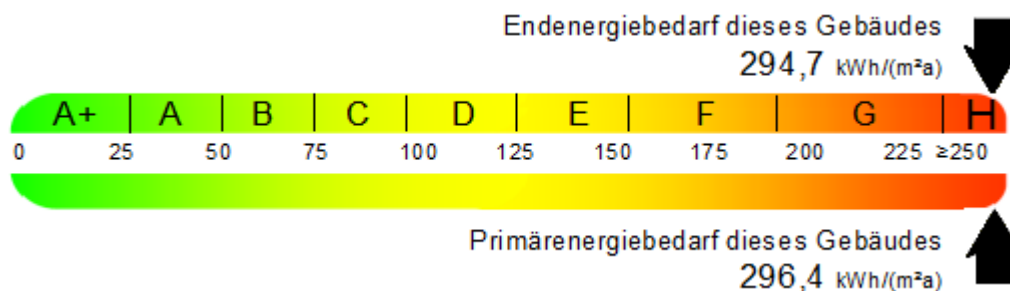 Endenergiebedarf dieses Gebäudes
294,7 kWh/(m²a)
A+ A B C D E F G H
0 25 50 75 100 125 150 175 200 225 ≥250
Primärenergiebedarf dieses Gebäudes
296,4 kWh/(m²a)